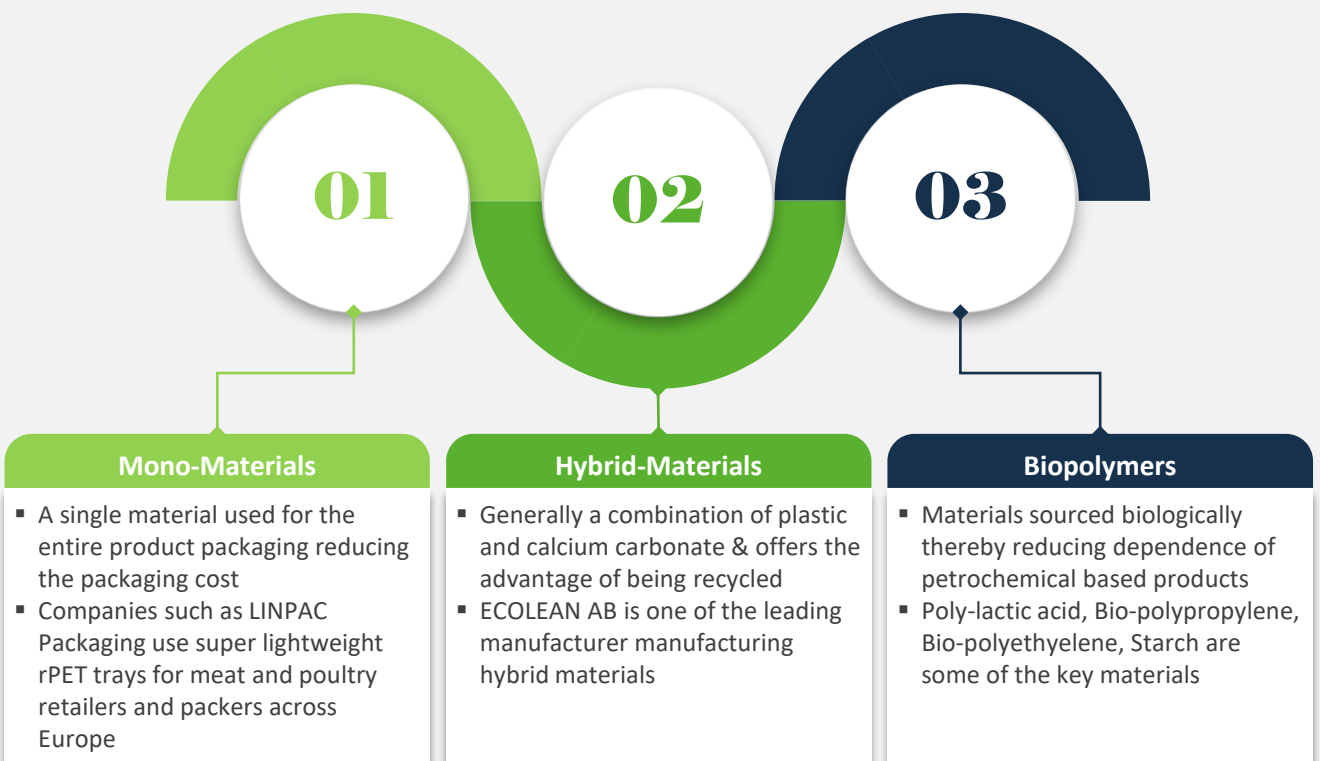 01
02
03
Mono-Materials
▪ A single material used for the
entire product packaging reducing
the packaging cost
▪ Companies such as LINPAC
Packaging use super lightweight
rPET trays for meat and poultry
retailers and packers across
Europe
Hybrid-Materials
▪ Generally a combination of plastic
and calcium carbonate & offers the
advantage of being recycled
▪ ECOLEAN AB is one of the leading
manufacturer manufacturing
hybrid materials
Biopolymers
▪ Materials sourced biologically
thereby reducing dependence of
petrochemical based products
▪ Poly-lactic acid, Bio-polypropylene,
Bio-polyethyelene, Starch are
some of the key materials